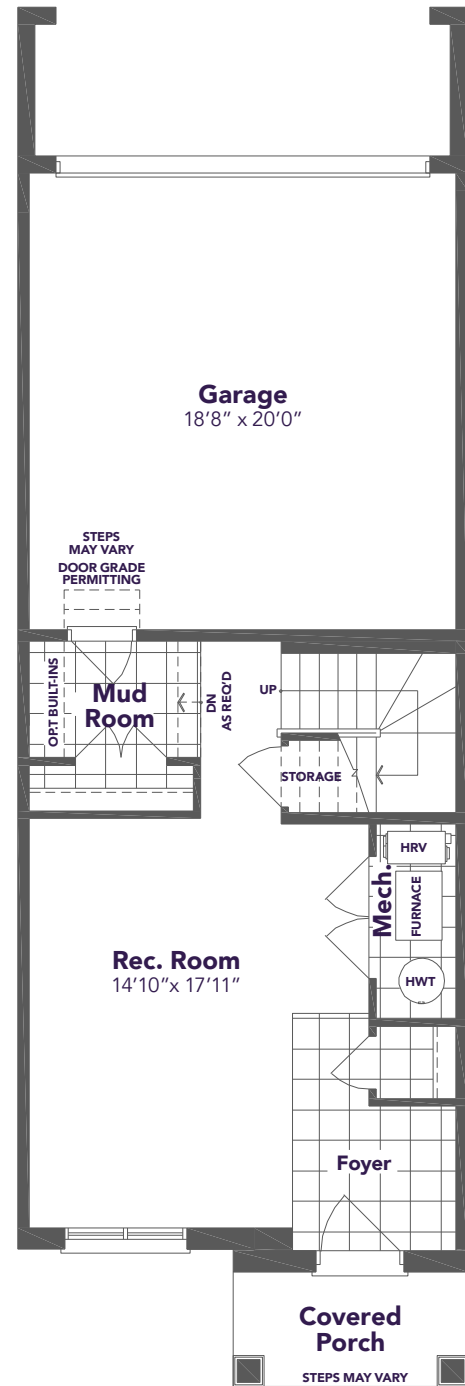 Garage
18’8” x 20’0”
STEPS
MAY VARY
DOOR GRADE
PERMITTING
OP.T BUILT-INS
Mud
Room
DN
AS REQ’D
UP
STORAGE
Mech.
HRV
FURNACE
HWT
Rec. Room
14’10”x 17’11”
Foyer
Covered
Porch
STEPS MAY VARY